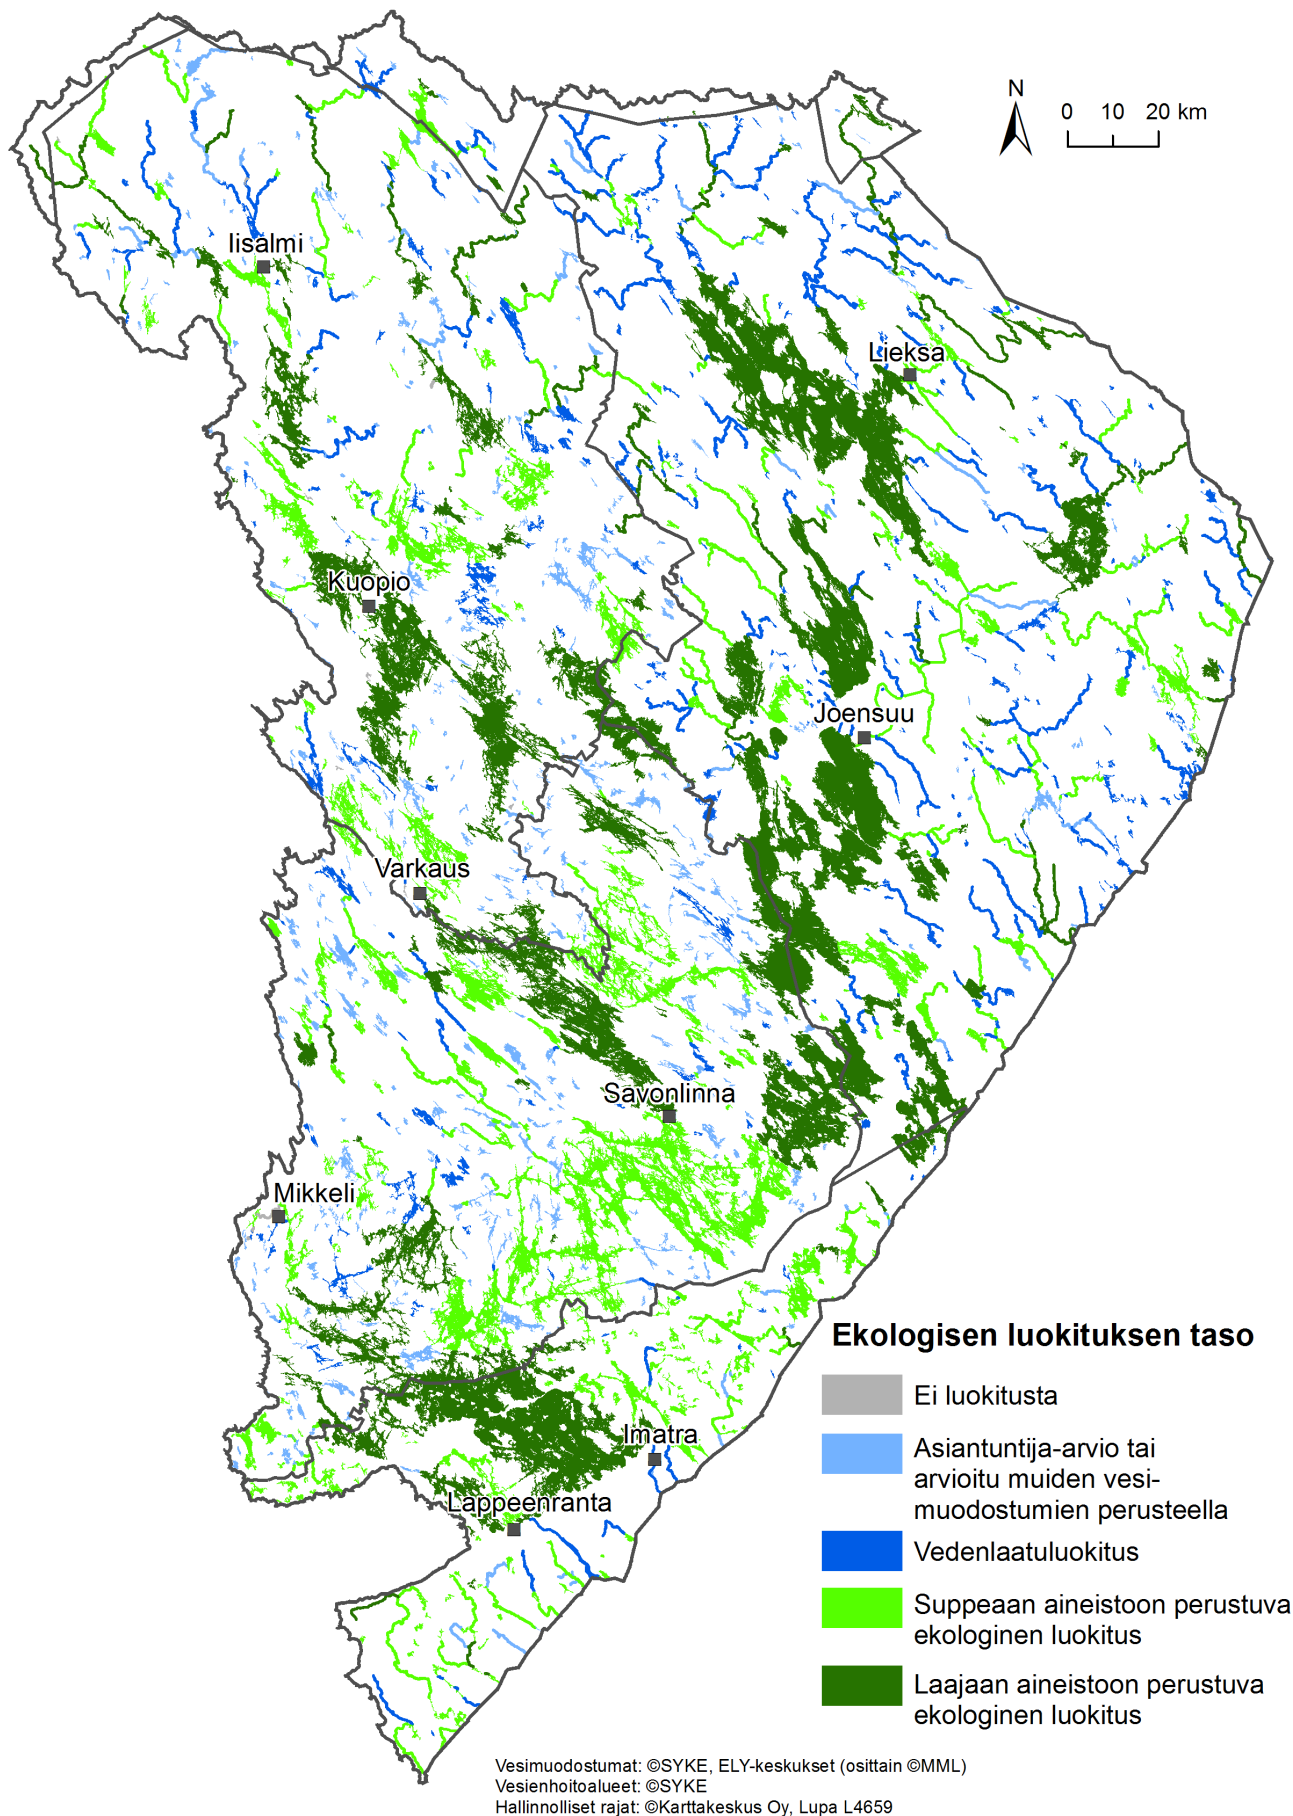 N
0 10 20 km
Iisalmi
Lieksa
Kuopio
Joensuu
Varkaus
Savonlinna
Mikkeli
Imatra
Lappeenranta
Ekologisen luokituksen taso
Ei luokitusta
Asiantuntija-arvio tai
arvioitu muiden vesi-
muodostumien perusteella
Vedenlaatuluokitus
Suppeaan aineistoon perustuva
ekologinen luokitus
Laajaan aineistoon perustuva
ekologinen luokitus
Vesimuodostumat: ©SYKE, ELY-keskukset (osittain ©MML)
Vesienhoitoalueet: ©SYKE
Hallinnolliset rajat: ©Karttakeskus Oy, Lupa L4659